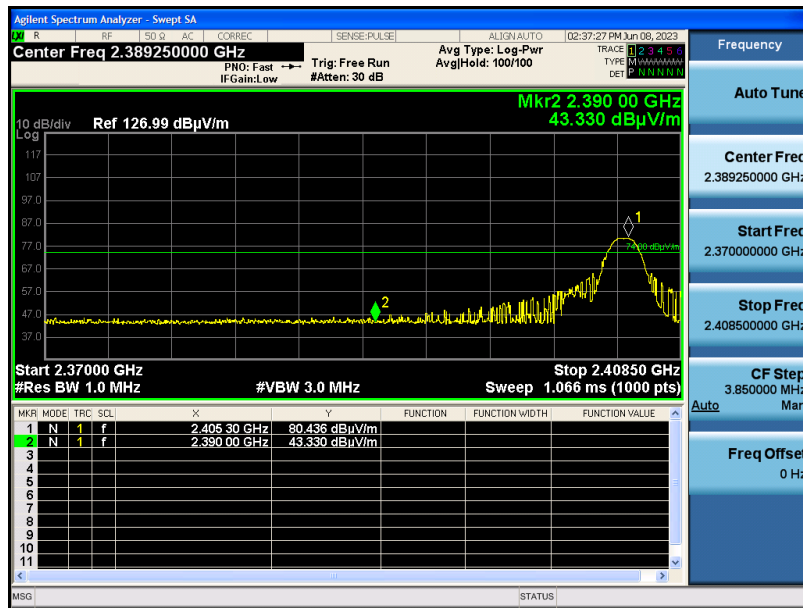 Agilent Spectrum Analyzer - Swept SA
LXI R RF 50 Ω AC CORREC SENSE:PULSE ALIGN AUTO 02:37:27 PM Jun 08, 2023
Center Freq 2.389250000 GHz
PNO: Fast
IFGain:Low
Trig: Free Run
#Atten: 30 dB
Avg Type: Log-Pwr
Avg|Hold: 100/100
TRACE 1 2 3 4 5 6
TYPE M
DET P N N N N N
Mkr2 2.390 00 GHz
43.330 dBµV/m
10 dB/div Ref 126.99 dBµV/m
Log
117
107
97.0
87.0
77.0
67.0
57.0
47.0
37.0
1
74.00 dBµV/m
2
Start 2.37000 GHz Stop 2.40850 GHz
#Res BW 1.0 MHz #VBW 3.0 MHz Sweep 1.066 ms (1000 pts)
MKR MODE TRC SCL X Y FUNCTION FUNCTION WIDTH FUNCTION VALUE
1 N 1 f 2.405 30 GHz 80.436 dBµV/m
2 N 1 f 2.390 00 GHz 43.330 dBµV/m
3
4
5
6
7
8
9
10
11
MSG STATUS
Frequency
Auto Tune
Center Freq
2.389250000 GHz
Start Freq
2.370000000 GHz
Stop Freq
2.408500000 GHz
CF Step
3.850000 MHz
Auto Man
Freq Offset
0 Hz